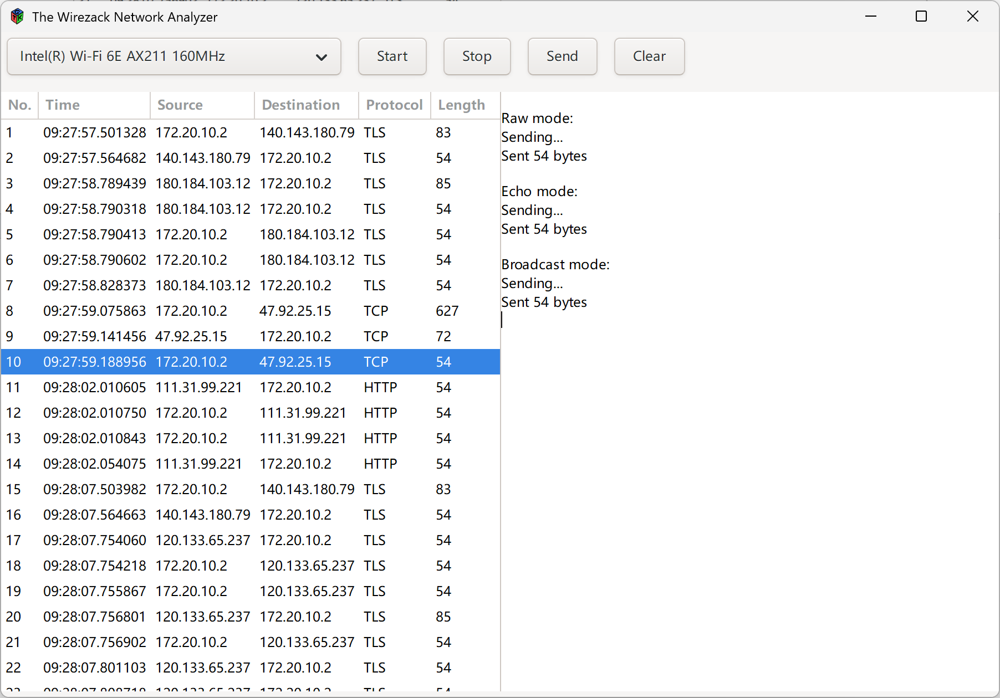 The Wirezack Network Analyzer
Intel(R) Wi-Fi 6E AX211 160MHz Start Stop Send Clear
No. Time Source Destination Protocol Length
1 09:27:57.501328 172.20.10.2 140.143.180.79 TLS 83
2 09:27:57.564682 140.143.180.79 172.20.10.2 TLS 54
3 09:27:58.789439 180.184.103.12 172.20.10.2 TLS 85
4 09:27:58.790318 180.184.103.12 172.20.10.2 TLS 54
5 09:27:58.790413 172.20.10.2 180.184.103.12 TLS 54
6 09:27:58.790602 172.20.10.2 180.184.103.12 TLS 54
7 09:27:58.828373 180.184.103.12 172.20.10.2 TLS 54
8 09:27:59.075863 172.20.10.2 47.92.25.15 TCP 627
9 09:27:59.141456 47.92.25.15 172.20.10.2 TCP 72
10 09:27:59.188956 172.20.10.2 47.92.25.15 TCP 54
11 09:28:02.010605 111.31.99.221 172.20.10.2 HTTP 54
12 09:28:02.010750 172.20.10.2 111.31.99.221 HTTP 54
13 09:28:02.010843 172.20.10.2 111.31.99.221 HTTP 54
14 09:28:02.054075 111.31.99.221 172.20.10.2 HTTP 54
15 09:28:07.503982 172.20.10.2 140.143.180.79 TLS 83
16 09:28:07.564663 140.143.180.79 172.20.10.2 TLS 54
17 09:28:07.754060 120.133.65.237 172.20.10.2 TLS 54
18 09:28:07.754218 172.20.10.2 120.133.65.237 TLS 54
19 09:28:07.755867 172.20.10.2 120.133.65.237 TLS 54
20 09:28:07.756801 120.133.65.237 172.20.10.2 TLS 85
21 09:28:07.756902 172.20.10.2 120.133.65.237 TLS 54
22 09:28:07.801103 120.133.65.237 172.20.10.2 TLS 54
Raw mode:
Sending...
Sent 54 bytes
Echo mode:
Sending...
Sent 54 bytes
Broadcast mode:
Sending...
Sent 54 bytes